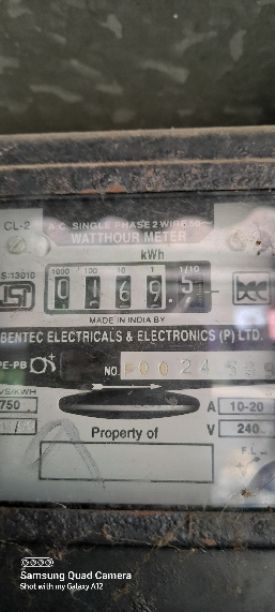 CL-2 A.C. SINGLE PHASE 2 WIRE 50~
WATTHOUR METER
kWh
1000 100 10 1 1/10
0 1 6 9 . 5
MADE IN INDIA BY
BENTEC ELECTRICALS & ELECTRONICS (P) LTD.
NO.
A 10-20
750
V 240
Property of
Samsung Quad Camera
Shot with my Galaxy A12